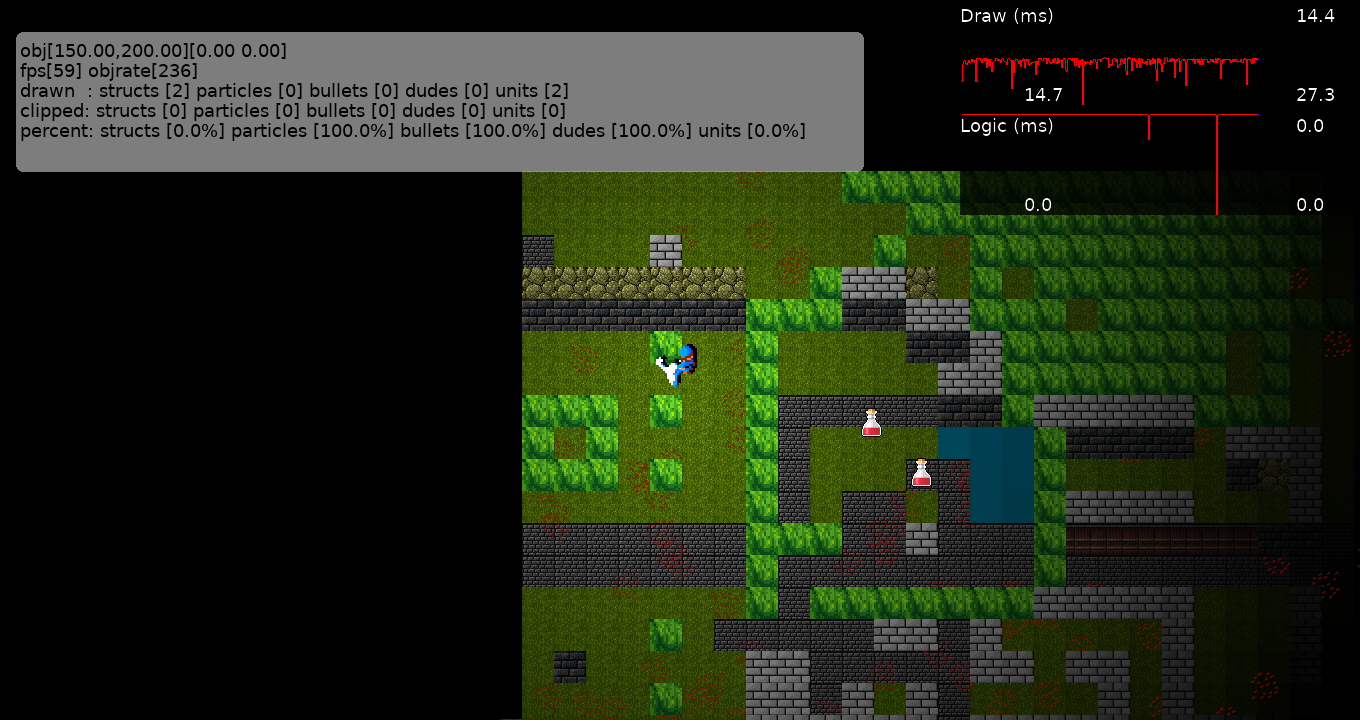 obj[150.00,200.00][0.00 0.00]
fps[59] objrate[236]
drawn  : structs [2] particles [0] bullets [0] dudes [0] units [2]
clipped: structs [0] particles [0] bullets [0] dudes [0] units [0]
percent: structs [0.0%] particles [100.0%] bullets [100.0%] dudes [100.0%] units [0.0%]
Draw (ms) 14.4
14.7 27.3
Logic (ms) 0.0
0.0 0.0